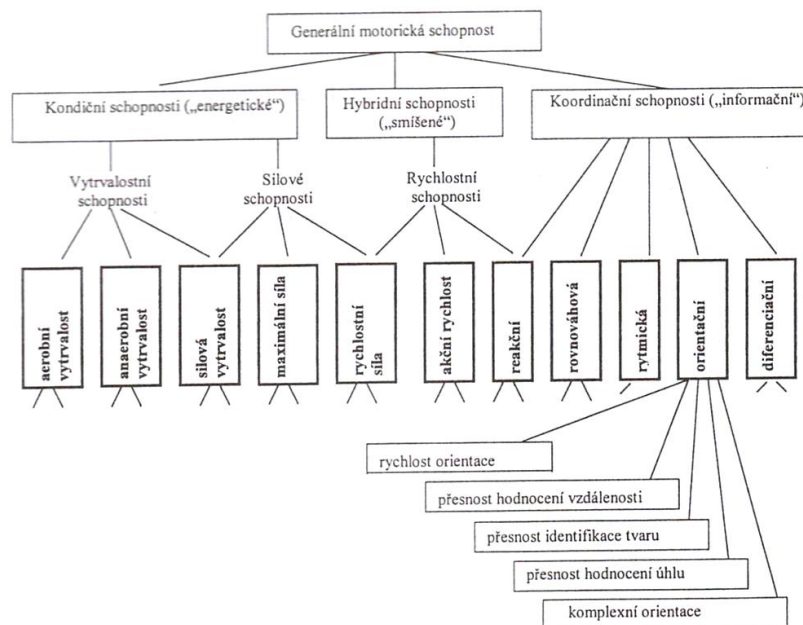 Generální motorická schopnost
Kondiční schopnosti („energetické“)
Hybridní schopnosti
(„smíšené“)
Koordinační schopnosti („informační“)
Vytrvalostní
schopnosti
Silové
schopnosti
Rychlostní
schopnosti
aerobní
vytrvalost
anaerobní
vytrvalost
silová
vytrvalost
maximální síla
rychlostní
síla
akční rychlost
reakční
rovnováhová
rytmická
orientační
diferenciační
rychlost orientace
přesnost hodnocení vzdálenosti
přesnost identifikace tvaru
přesnost hodnocení úhlu
komplexní orientace